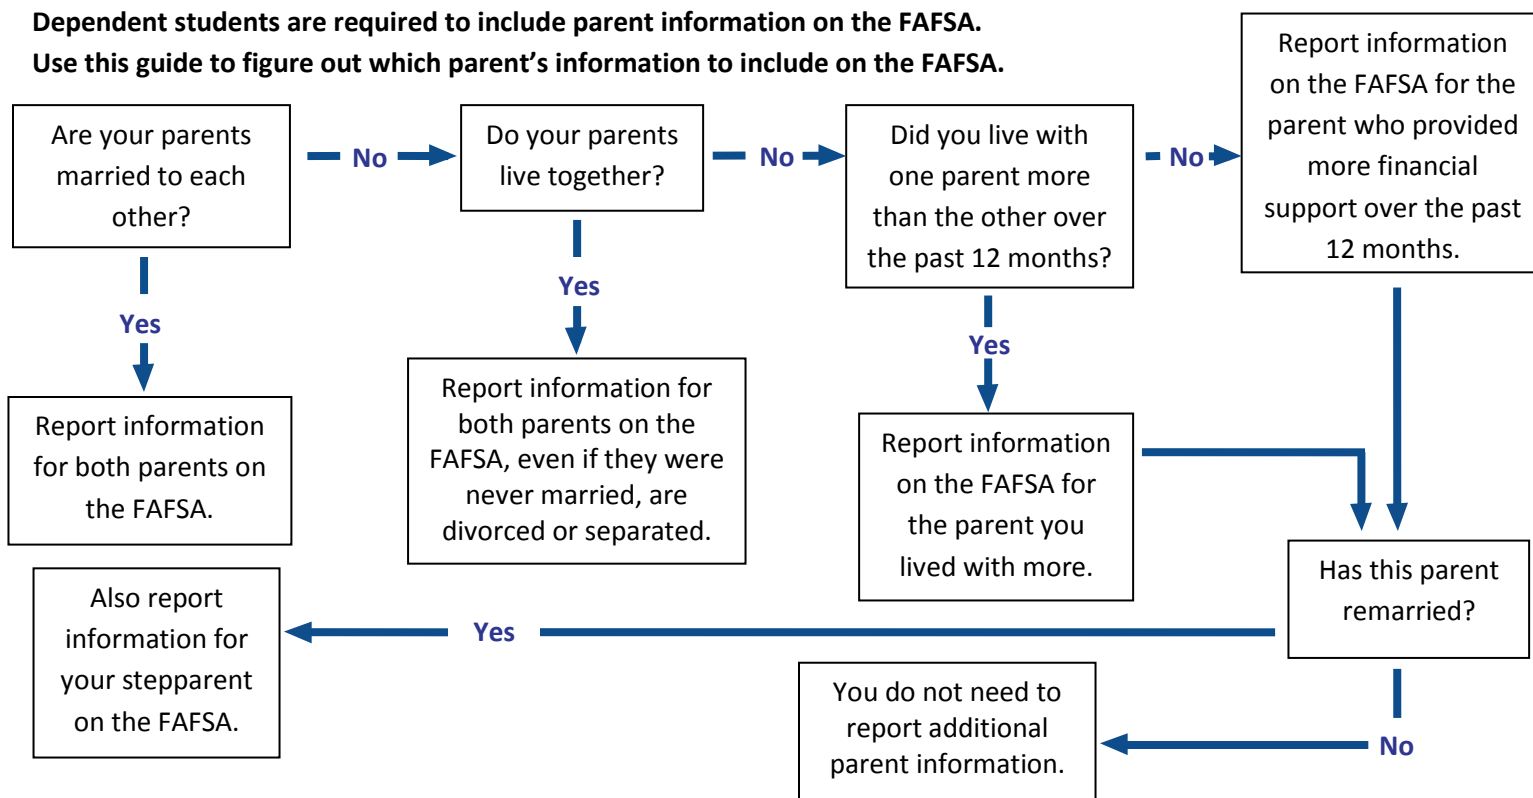 Dependent students are required to include parent information on the FAFSA.
Use this guide to figure out which parent's information to include on the FAFSA.
Are your parents
married to each
other?
No
Do your parents
live together?
No
Did you live with
one parent more
than the other over
the past 12 months?
No
Report information
on the FAFSA for the
parent who provided
more financial
support over the past
12 months.
Yes
Yes
Yes
Report information
for both parents on
the FAFSA.
Report information for
both parents on the
FAFSA, even if they were
never married, are
divorced or separated.
Report information
on the FAFSA for
the parent you
lived with more.
Has this parent
remarried?
Yes
Also report
information for
your stepparent
on the FAFSA.
No
You do not need to
report additional
parent information.